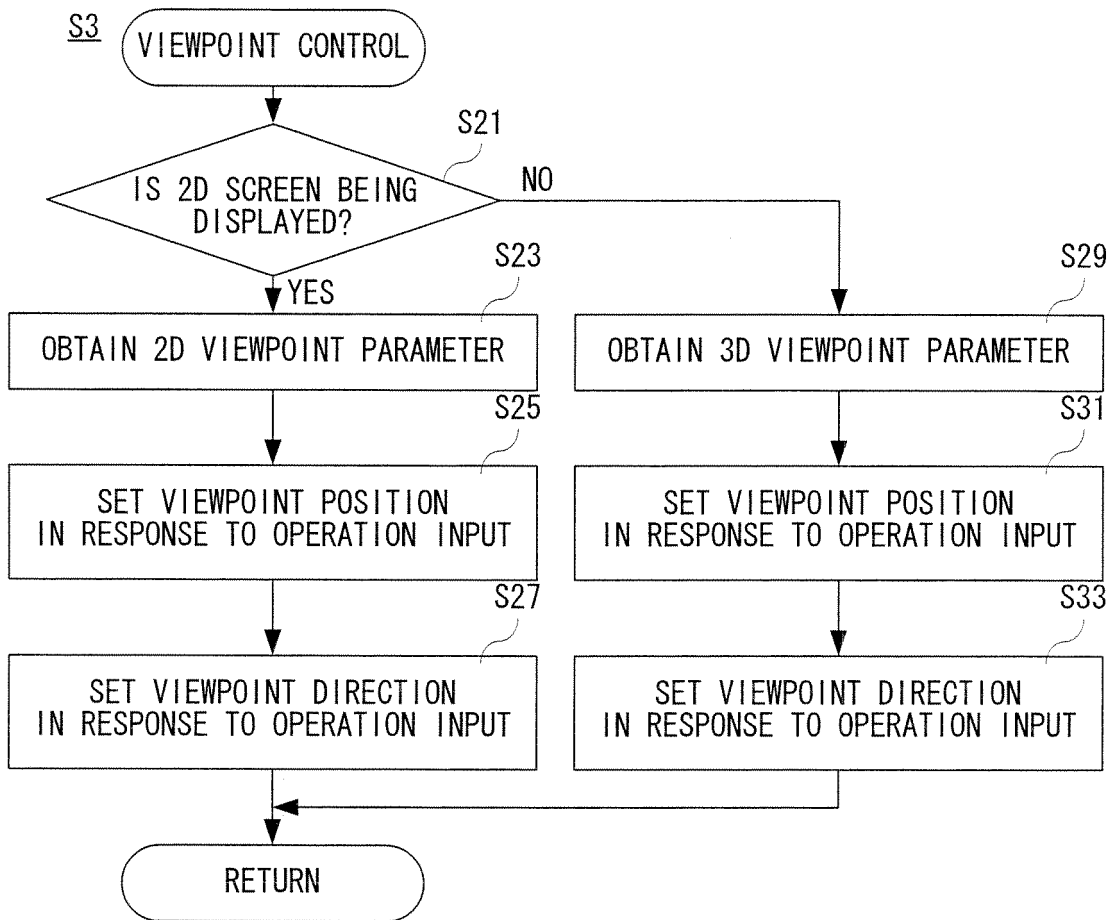 S3
VIEWPOINT CONTROL
S21
IS 2D SCREEN BEING
DISPLAYED?
NO
YES
S23
OBTAIN 2D VIEWPOINT PARAMETER
S29
OBTAIN 3D VIEWPOINT PARAMETER
S25
SET VIEWPOINT POSITION
IN RESPONSE TO OPERATION INPUT
S31
SET VIEWPOINT POSITION
IN RESPONSE TO OPERATION INPUT
S27
SET VIEWPOINT DIRECTION
IN RESPONSE TO OPERATION INPUT
S33
SET VIEWPOINT DIRECTION
IN RESPONSE TO OPERATION INPUT
RETURN